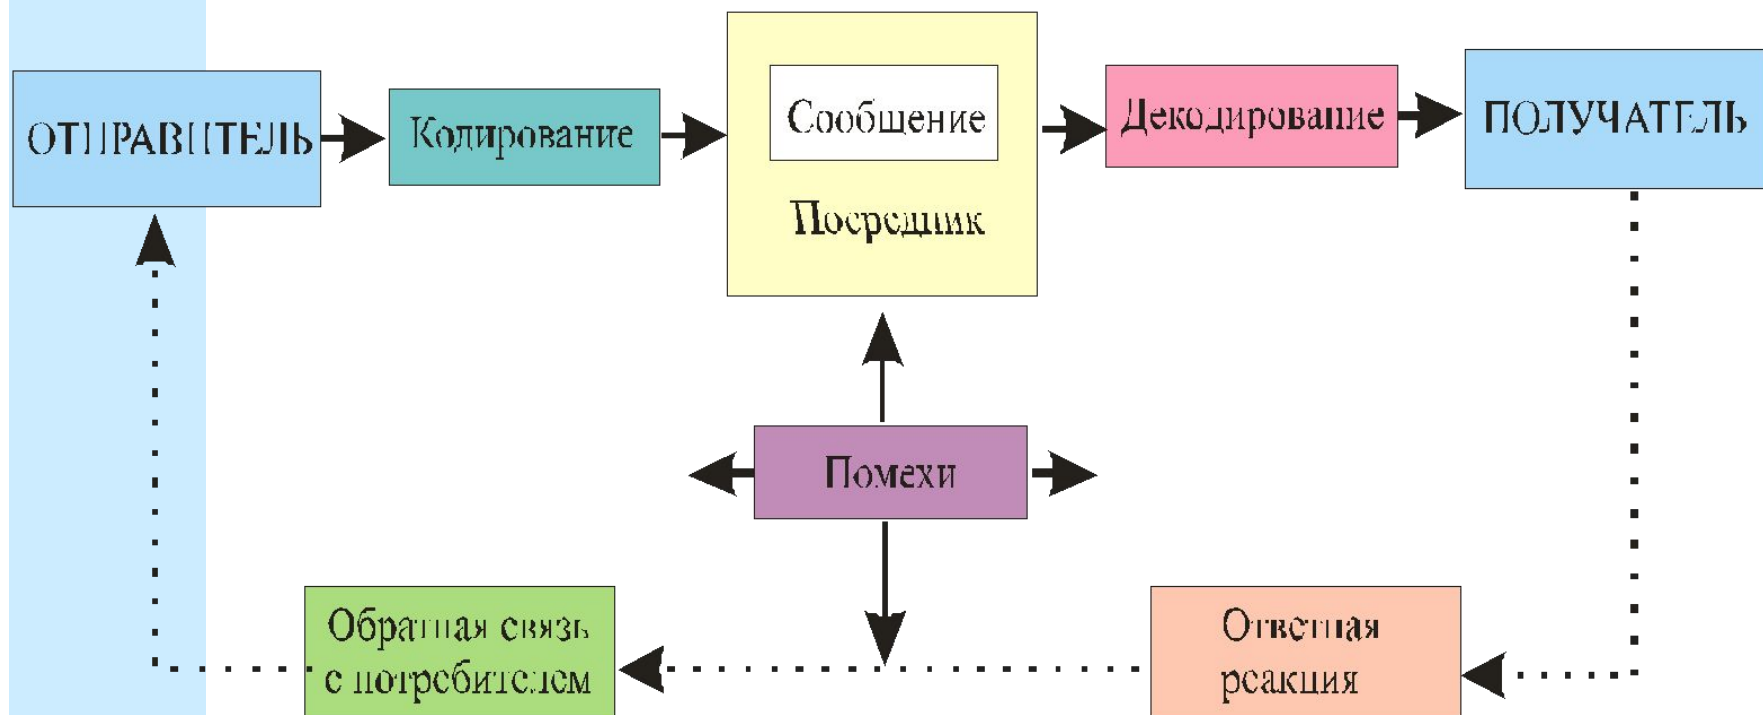 ОТПРАВИТЕЛЬ
Кодирование
Сообщение
Посредник
Декодирование
ПОЛУЧАТЕЛЬ
Помехи
Обратная связь
с потребителем
Ответная
реакция